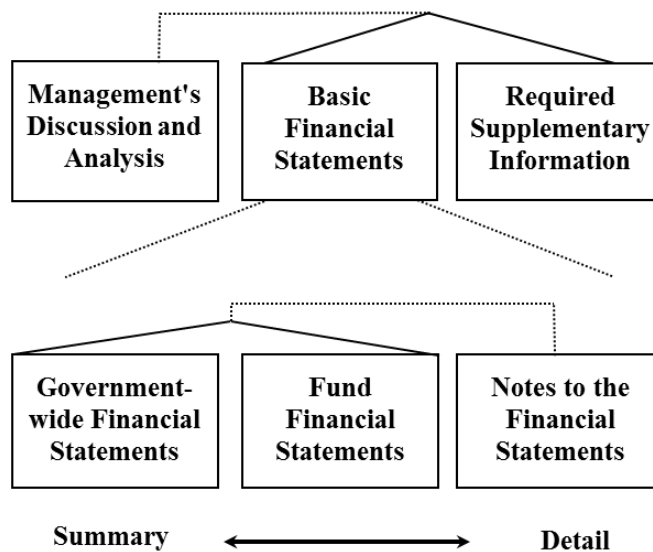 Management's
Discussion and
Analysis
Basic
Financial
Statements
Required
Supplementary
Information
Government-
wide Financial
Statements
Fund
Financial
Statements
Notes to the
Financial
Statements
Summary
Detail